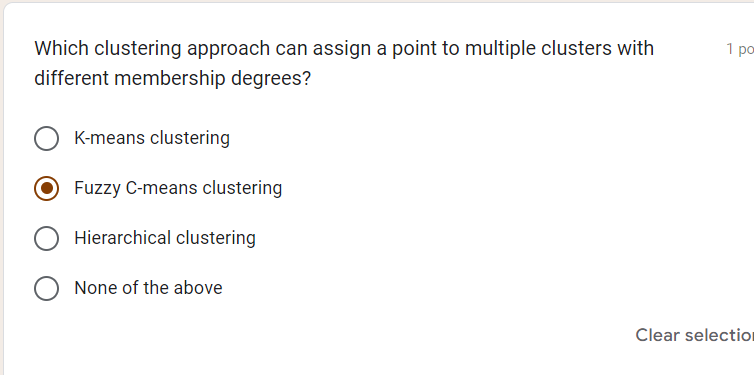 Which clustering approach can assign a point to multiple clusters with
1 po
different membership degrees?
K-means clustering
Fuzzy C-means clustering
Hierarchical clustering
None of the above
Clear selection